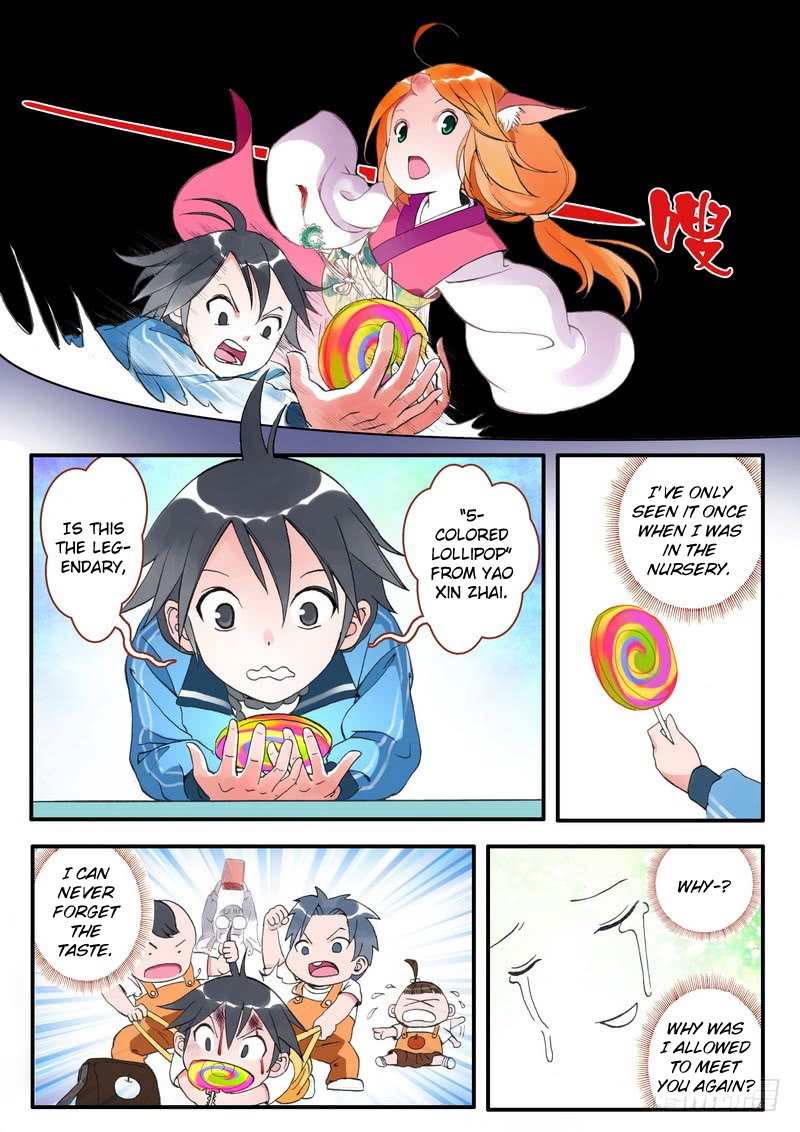 嗖
IS THIS
THE LEG-
ENDARY,
"5-
COLORED
LOLLIPOP"
FROM YAO
XIN ZHAI.
I'VE ONLY
SEEN IT ONCE
WHEN I WAS
IN THE
NURSERY.
I CAN
NEVER
FORGET
THE
TASTE.
WHY-?
WHY WAS
I ALLOWED
TO MEET
YOU AGAIN?